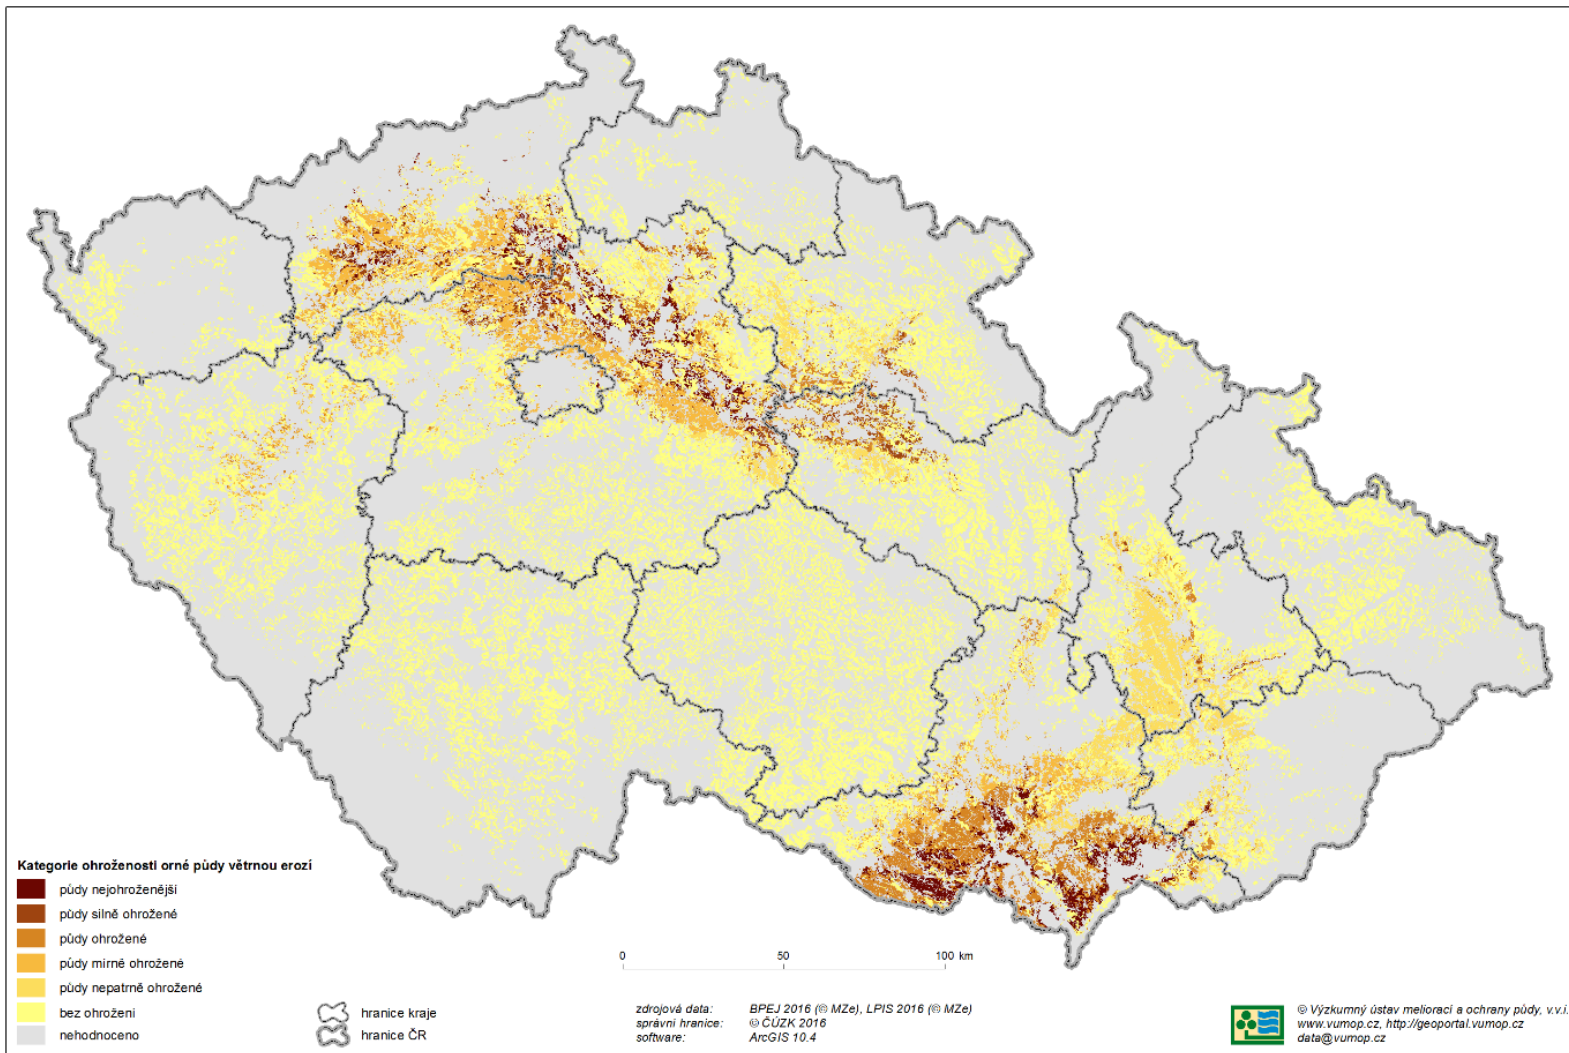 Kategorie ohroženosti orné půdy větrnou erozí
půdy nejohroženější
půdy silně ohrožené
půdy ohrožené
půdy mírně ohrožené
půdy nepatrně ohrožené
bez ohrožení
nehodnoceno
hranice kraje
hranice ČR
0 50 100 km
zdrojová data: BPEJ 2016 (© MZe), LPIS 2016 (© MZe)
správní hranice: © ČÚZK 2016
software: ArcGIS 10.4
© Výzkumný ústav meliorací a ochrany půdy, v.v.i.
www.vumop.cz, http://geoportal.vumop.cz
data@vumop.cz